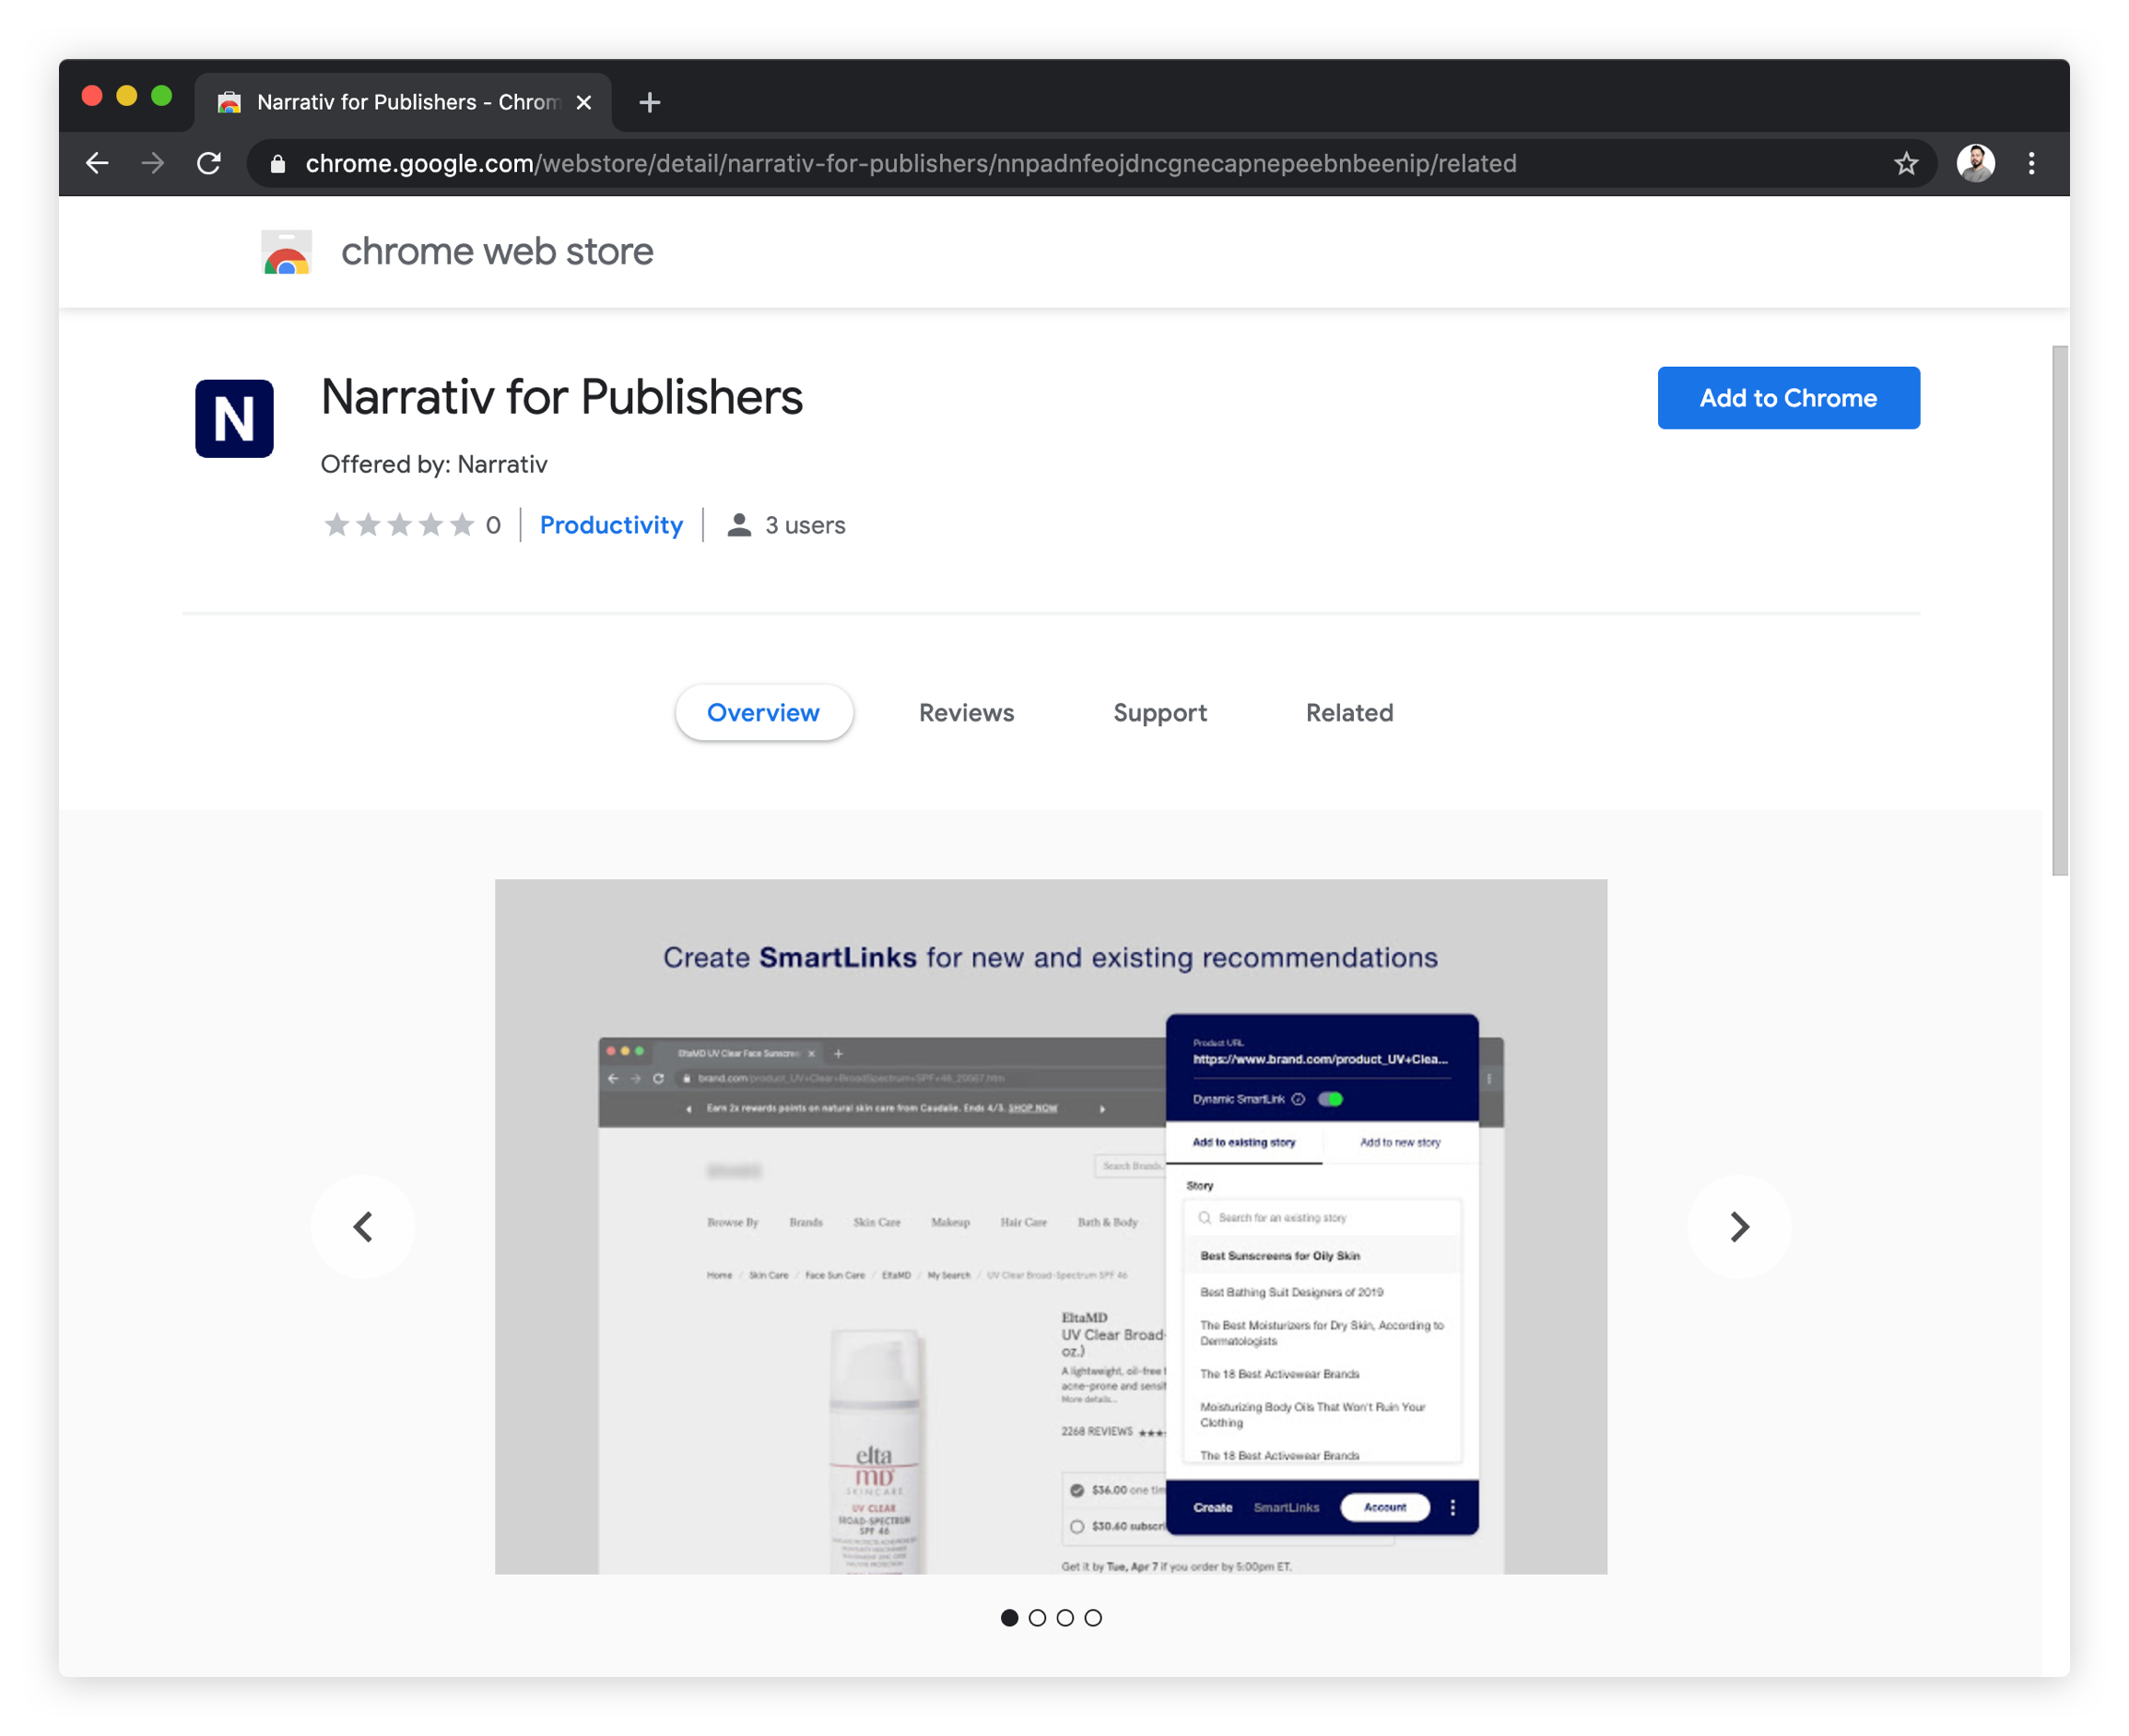 Narrativ for Publishers - Chrom
chrome.google.com/webstore/detail/narrativ-for-publishers/nnpadnfeojdncgnecapnepeebnbeenip/related
chrome web store
N
Narrativ for Publishers
Add to Chrome
Offered by: Narrativ
0
Productivity
3 users
Overview
Reviews
Support
Related
Create SmartLinks for new and existing recommendations
EltaMD UV Clear Face Sunscree
brand.com/product_UV+Clear+BroadSpectrum+SPF+46_20567.htm
Earn 2x rewards points on natural skin care from Caudalie. Ends 4/3. SHOP NOW
Search Brands.
Browse By
Brands
Skin Care
Makeup
Hair Care
Bath & Body
Home / Skin Care / Face Sun Care / EltaMD / My Search / UV Clear Broad-Spectrum SPF 46
EltaMD
UV Clear Broad-
oz.)
A lightweight, oil-free
acne-prone and sensit
More details...
2268 REVIEWS
$36.00 one tim
$30.60 subscri
Get it by Tue, Apr 7 if you order by 5:00pm ET.
elta
MD
SKINCARE
UV CLEAR
BROAD-SPECTRUM
SPF 46
Product URL
https://www.brand.com/product_UV+Clea...
Dynamic SmartLink
Add to existing story
Add to new story
Story
Search for an existing story
Best Sunscreens for Oily Skin
Best Bathing Suit Designers of 2019
The Best Moisturizers for Dry Skin, According to
Dermatologists
The 18 Best Activewear Brands
Moisturizing Body Oils That Won't Ruin Your
Clothing
The 18 Best Activewear Brands
Create
SmartLinks
Account